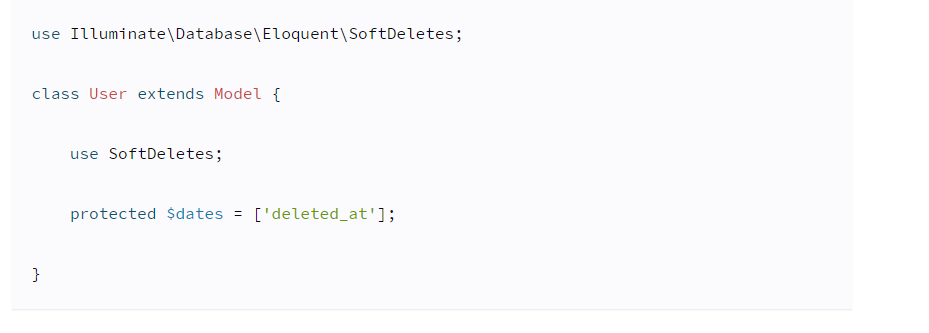 use Illuminate\Database\Eloquent\SoftDeletes;
class User extends Model {
use SoftDeletes;
protected $dates = ['deleted_at'];
}